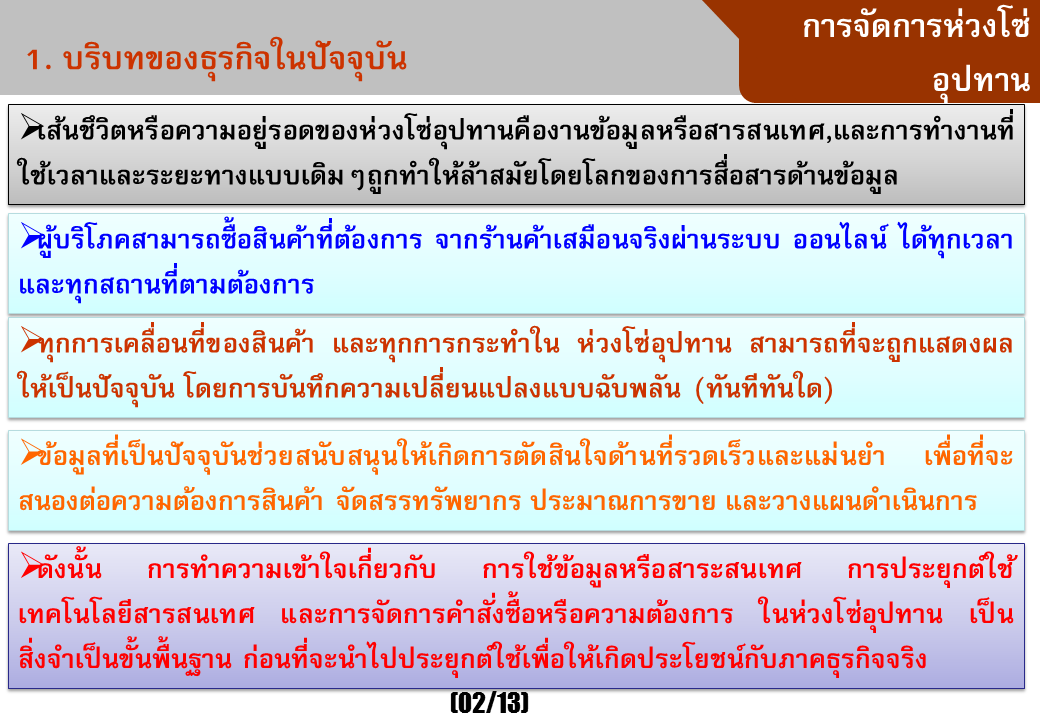 การจัดการห่วงโซ่
อุปทาน
1. บริบทของธุรกิจในปัจจุบัน
➢เส้นชีวิตหรือความอยู่รอดของห่วงโซ่อุปทานคืองานข้อมูลหรือสารสนเทศ,และการทำงานที่
ใช้เวลาและระยะทางแบบเดิม ๆถูกทำให้ล้าสมัยโดยโลกของการสื่อสารด้านข้อมูล
➢ผู้บริโภคสามารถซื้อสินค้าที่ต้องการ จากร้านค้าเสมือนจริงผ่านระบบ ออนไลน์ ได้ทุกเวลา
และทุกสถานที่ตามต้องการ
➢ทุกการเคลื่อนที่ของสินค้า และทุกการกระทำใน ห่วงโซ่อุปทาน สามารถที่จะถูกแสดงผล
ให้เป็นปัจจุบัน โดยการบันทึกความเปลี่ยนแปลงแบบฉับพลัน (ทันทีทันใด)
➢ข้อมูลที่เป็นปัจจุบันช่วยสนับสนุนให้เกิดการตัดสินใจด้านที่รวดเร็วและแม่นยำ เพื่อที่จะ
สนองต่อความต้องการสินค้า จัดสรรทรัพยากร ประมาณการขาย และวางแผนดำเนินการ
➢ดังนั้น การทำความเข้าใจเกี่ยวกับ การใช้ข้อมูลหรือสาระสนเทศ การประยุกต์ใช้
เทคโนโลยีสารสนเทศ และการจัดการคำสั่งซื้อหรือความต้องการ ในห่วงโซ่อุปทาน เป็น
สิ่งจำเป็นขั้นพื้นฐาน ก่อนที่จะนำไปประยุกต์ใช้เพื่อให้เกิดประโยชน์กับภาคธุรกิจจริง
(02/13)